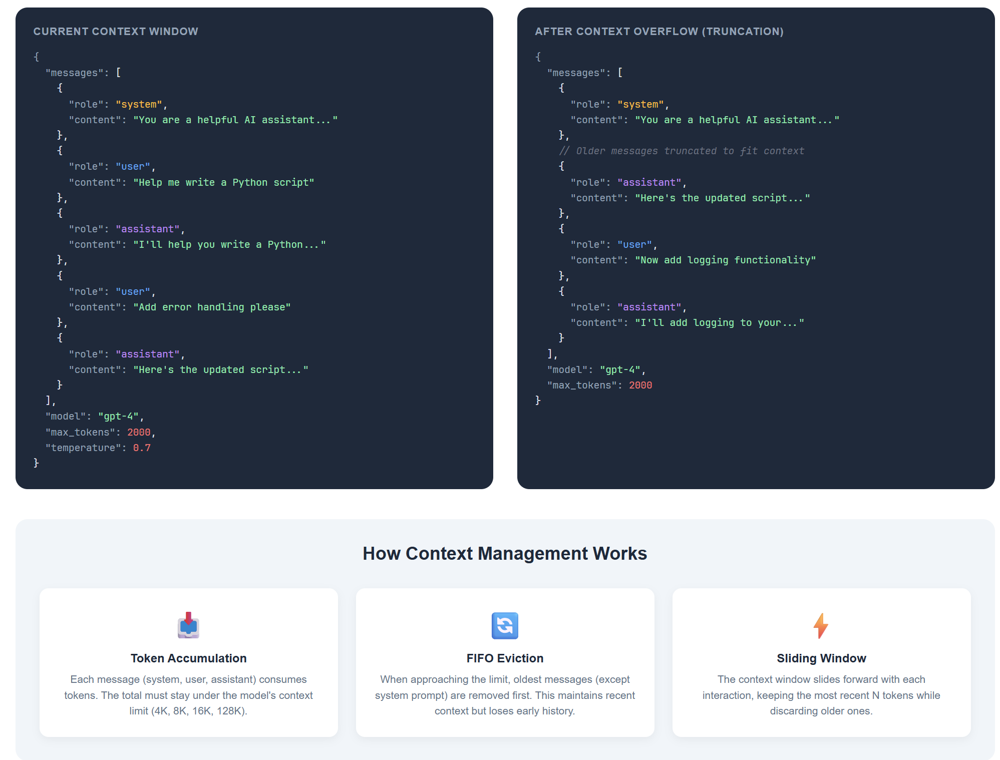 CURRENT CONTEXT WINDOW
{
  "messages": [
    {
      "role": "system",
      "content": "You are a helpful AI assistant..."
    },
    {
      "role": "user",
      "content": "Help me write a Python script"
    },
    {
      "role": "assistant",
      "content": "I'll help you write a Python..."
    },
    {
      "role": "user",
      "content": "Add error handling please"
    },
    {
      "role": "assistant",
      "content": "Here's the updated script..."
    }
  ],
  "model": "gpt-4",
  "max_tokens": 2000,
  "temperature": 0.7
}
AFTER CONTEXT OVERFLOW (TRUNCATION)
{
  "messages": [
    {
      "role": "system",
      "content": "You are a helpful AI assistant..."
    },
    // Older messages truncated to fit context
    {
      "role": "assistant",
      "content": "Here's the updated script..."
    },
    {
      "role": "user",
      "content": "Now add logging functionality"
    },
    {
      "role": "assistant",
      "content": "I'll add logging to your..."
    }
  ],
  "model": "gpt-4",
  "max_tokens": 2000
}
How Context Management Works
Token Accumulation
Each message (system, user, assistant) consumes
tokens. The total must stay under the model's context
limit (4K, 8K, 16K, 128K).
FIFO Eviction
When approaching the limit, oldest messages (except
system prompt) are removed first. This maintains recent
context but loses early history.
Sliding Window
The context window slides forward with each
interaction, keeping the most recent N tokens while
discarding older ones.